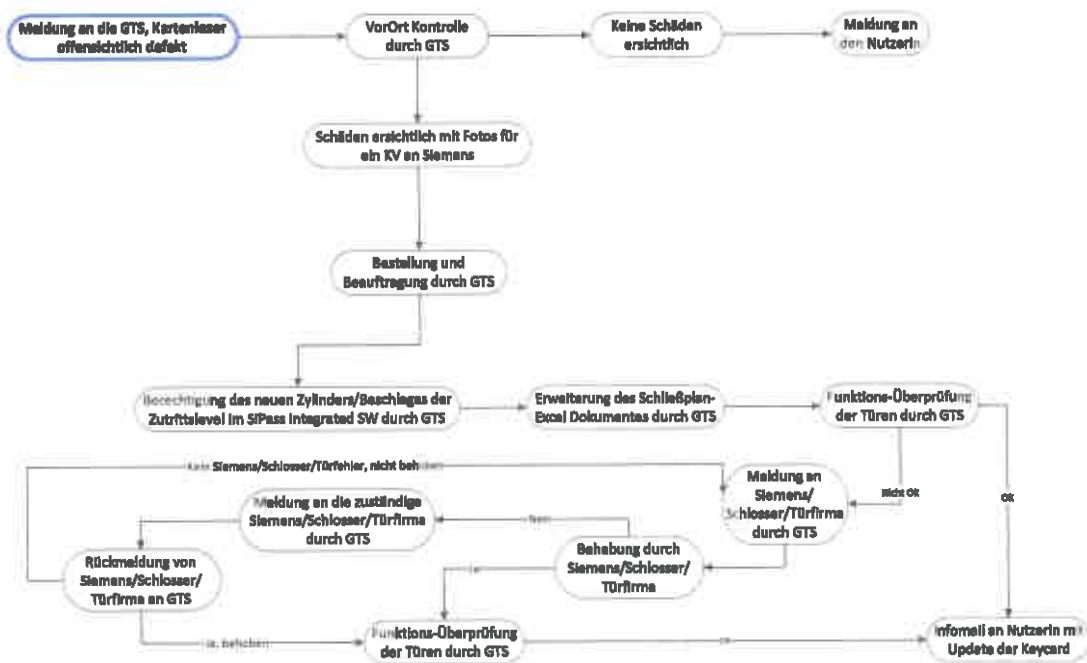 Meldung an die GTS, Kartenleser
offensichtlich defekt
VorOrt Kontrolle
durch GTS
Keine Schäden
ersichtlich
Meldung an
den NutzerIn
Schäden ersichtlich mit Fotos für
ein KV an Siemens
Bestellung und
Beauftragung durch GTS
Berechtigung des neuen Zylinders/Beschlages der
Zutrittslevel im SiPass Integrated SW durch GTS
Erweiterung des Schließplan-
Excel Dokumentes durch GTS
Funktions-Überprüfung
der Türen durch GTS
Nicht OK
OK
Kein Siemens/Schlosser/Türfehler, nicht behoben
Meldung an
Siemens/
Schlosser/Türfirma
durch GTS
Meldung an die zuständige
Siemens/Schlosser/Türfirma
durch GTS
Nein
Behebung durch
Siemens/Schlosser/
Türfirma
Ja
Rückmeldung von
Siemens/Schlosser/
Türfirma an GTS
Ja, behoben
Funktions-Überprüfung
der Türen durch GTS
Infomail an NutzerIn mit
Update der Keycard